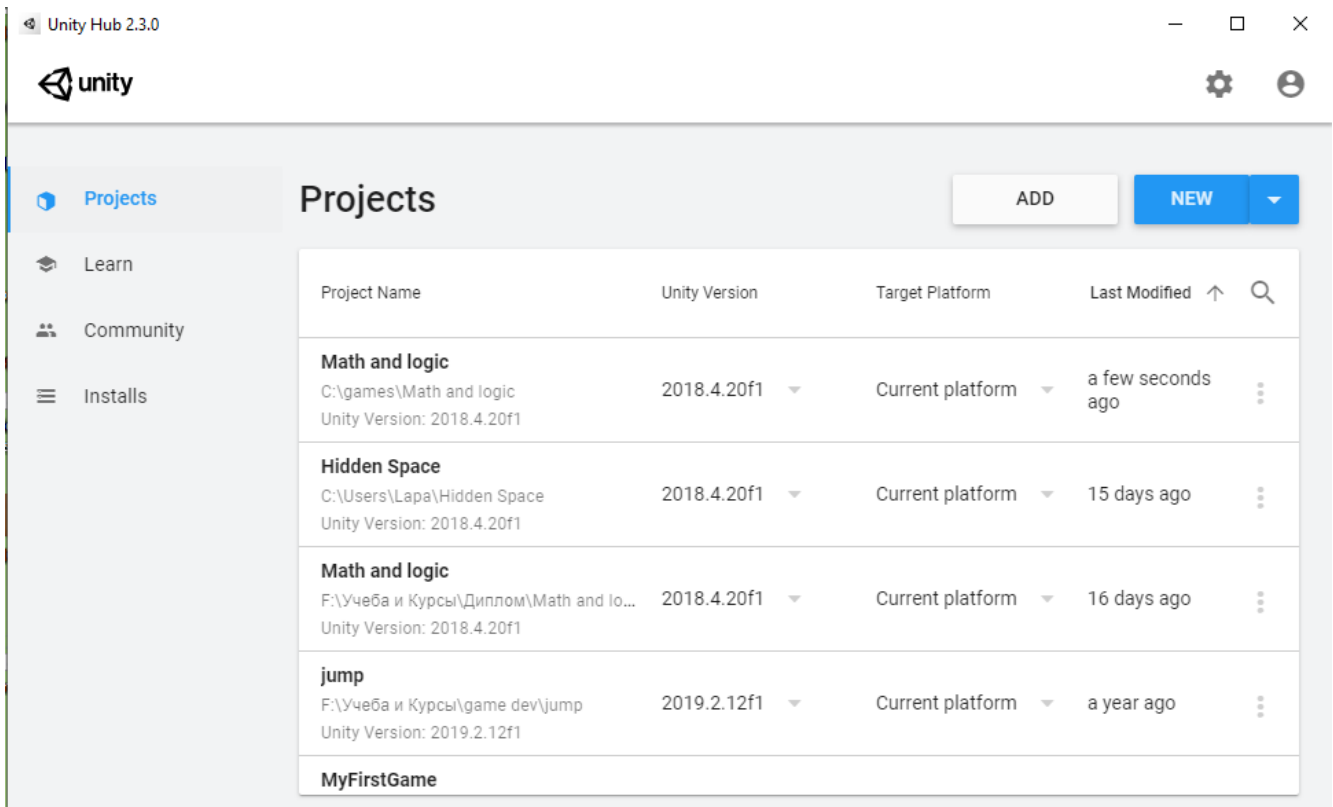 Unity Hub 2.3.0
unity
Projects
Learn
Community
Installs
Projects
ADD
NEW
Project Name Unity Version Target Platform Last Modified
Math and logic
C:\games\Math and logic
Unity Version: 2018.4.20f1
2018.4.20f1
Current platform
a few seconds
ago
Hidden Space
C:\Users\Lapa\Hidden Space
Unity Version: 2018.4.20f1
2018.4.20f1
Current platform
15 days ago
Math and logic
F:\Учеба и Курсы\Диплом\Math and lo...
Unity Version: 2018.4.20f1
2018.4.20f1
Current platform
16 days ago
jump
F:\Учеба и Курсы\game dev\jump
Unity Version: 2019.2.12f1
2019.2.12f1
Current platform
a year ago
MyFirstGame